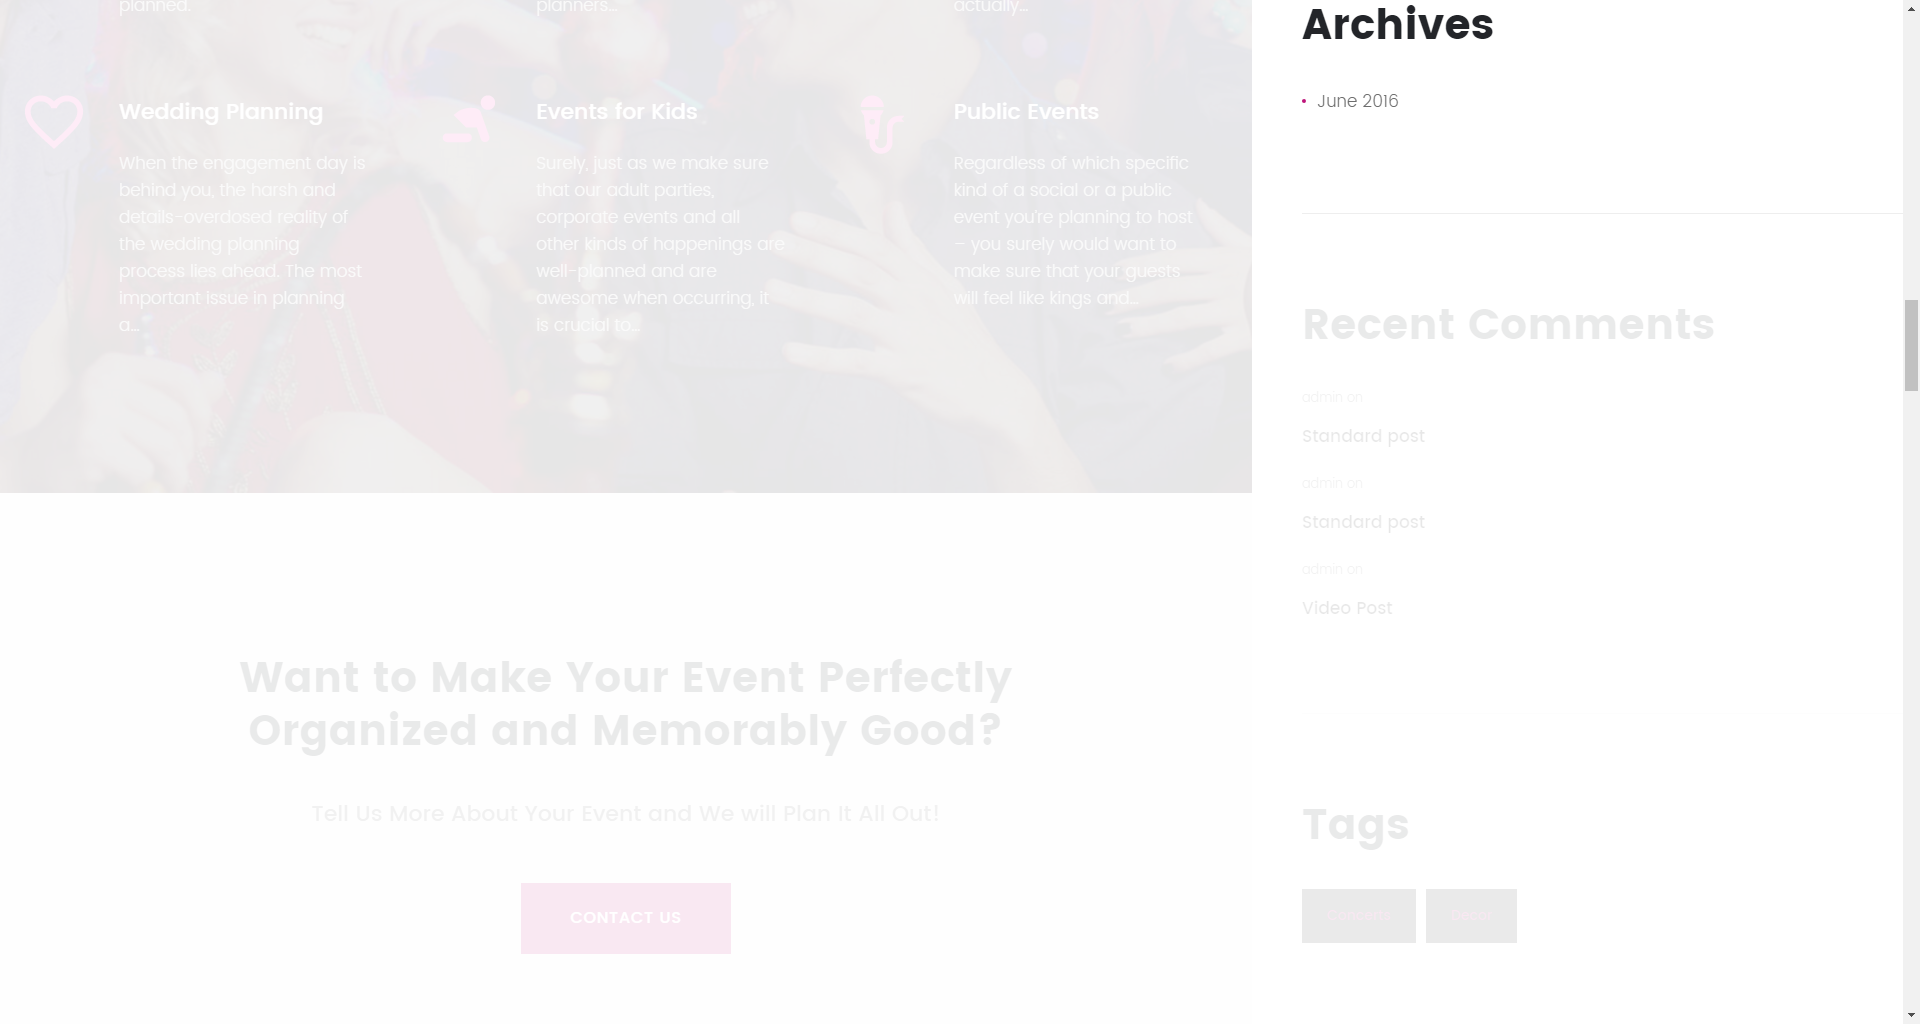 planned.
planners...
actually...
Wedding Planning
When the engagement day is
behind you, the harsh and
details-overdosed reality of
the wedding planning
process lies ahead. The most
important issue in planning
a...
Events for Kids
Surely, just as we make sure
that our adult parties,
corporate events and all
other kinds of happenings are
well-planned and are
awesome when occurring, it
is crucial to...
Public Events
Regardless of which specific
kind of a social or a public
event you're planning to host
– you surely would want to
make sure that your guests
will feel like kings and...
Want to Make Your Event Perfectly
Organized and Memorably Good?
Tell Us More About Your Event and We will Plan It All Out!
CONTACT US
Archives
June 2016
Recent Comments
admin on
Standard post
admin on
Standard post
admin on
Video Post
Tags